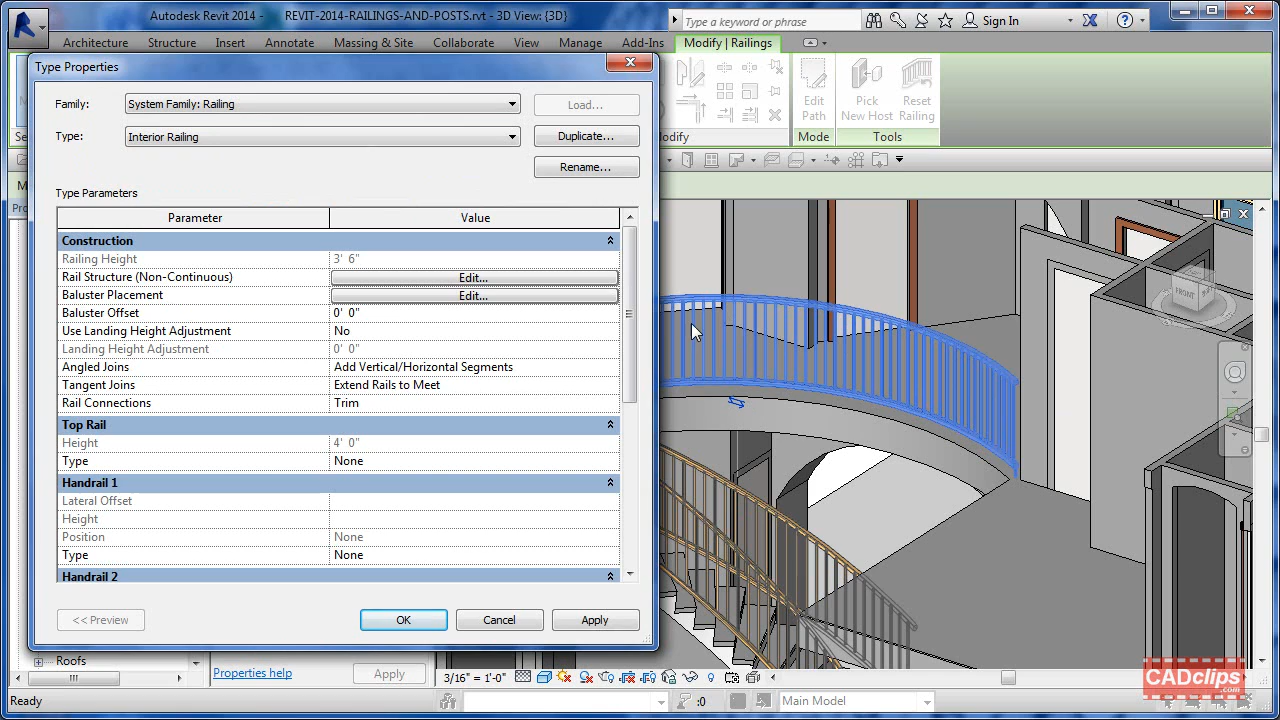 Autodesk Revit 2014 - REVIT-2014-RAILINGS-AND-POSTS.rvt - 3D View: {3D}
Type a keyword or phrase
Sign In
Architecture Structure Insert Annotate Massing & Site Collaborate View Manage Add-Ins Modify | Railings
Type Properties
Family: System Family: Railing Load...
Type: Interior Railing Duplicate...
Rename...
Edit Path
Pick New Host
Reset Railing
Mode Tools
Type Parameters
Parameter Value
Construction
Railing Height 3' 6"
Rail Structure (Non-Continuous) Edit...
Baluster Placement Edit...
Baluster Offset 0' 0"
Use Landing Height Adjustment No
Landing Height Adjustment 0' 0"
Angled Joins Add Vertical/Horizontal Segments
Tangent Joins Extend Rails to Meet
Rail Connections Trim
Top Rail
Height 4' 0"
Type None
Handrail 1
Lateral Offset
Height
Position None
Type None
Handrail 2
<< Preview OK Cancel Apply
FRONT
Roofs
Properties help Apply
3/16" = 1'-0"
Ready
:0
Main Model
CADclips
.com